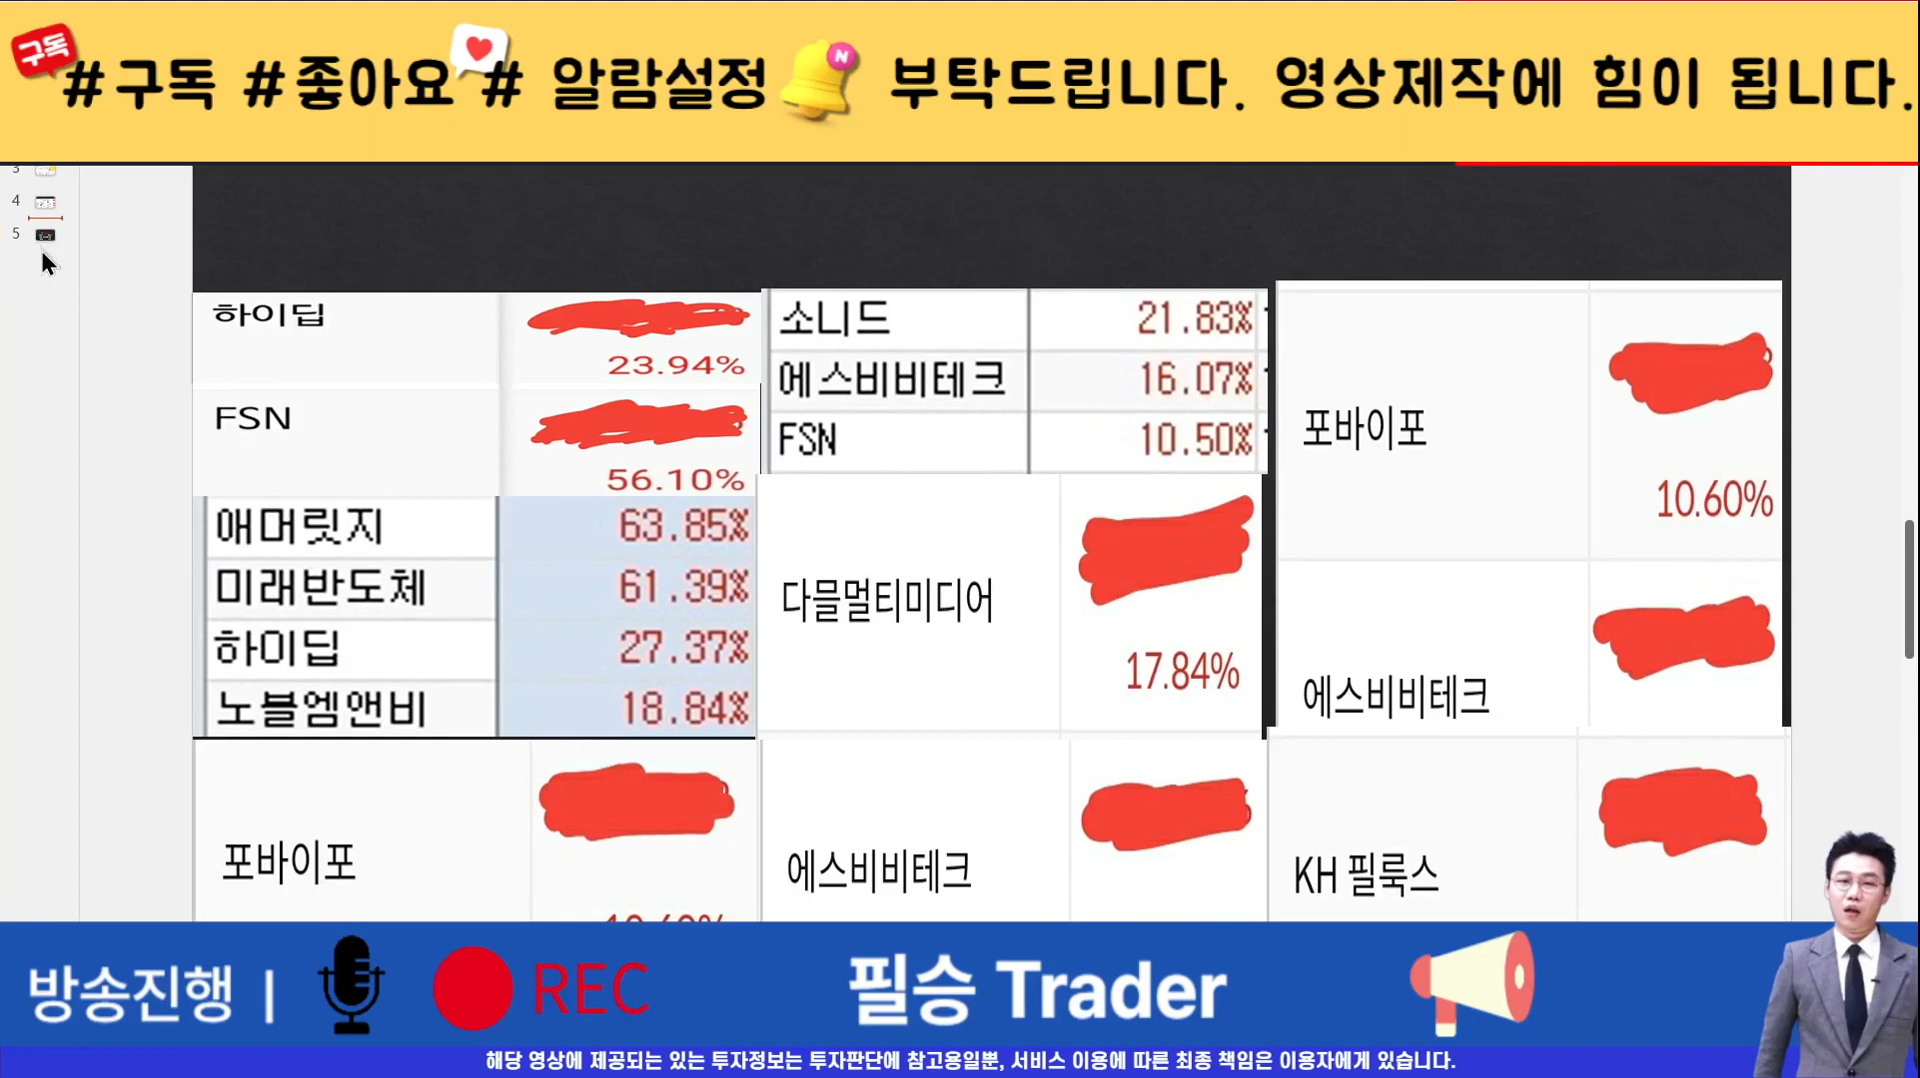 구독
#구독 #좋아요 # 알람설정 N 부탁드립니다. 영상제작에 힘이 됩니다.
3
4
5
하이딥
23.94%
FSN
56.10%
애머릿지 63.85%
미래반도체 61.39%
하이딥 27.37%
노블엠앤비 18.84%
소니드 21.83%
에스비비테크 16.07%
FSN 10.50%
다믈멀티미디어
17.84%
포바이포
10.60%
에스비비테크
포바이포
에스비비테크
KH 필룩스
방송진행 | REC 필승 Trader
해당 영상에 제공되는 있는 투자정보는 투자판단에 참고용일뿐, 서비스 이용에 따른 최종 책임은 이용자에게 있습니다.